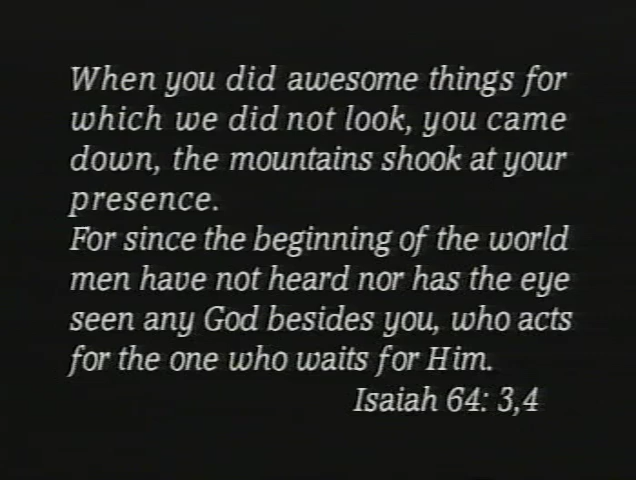 When you did awesome things for
which we did not look, you came
down, the mountains shook at your
presence.
For since the beginning of the world
men have not heard nor has the eye
seen any God besides you, who acts
for the one who waits for Him.
Isaiah 64: 3,4